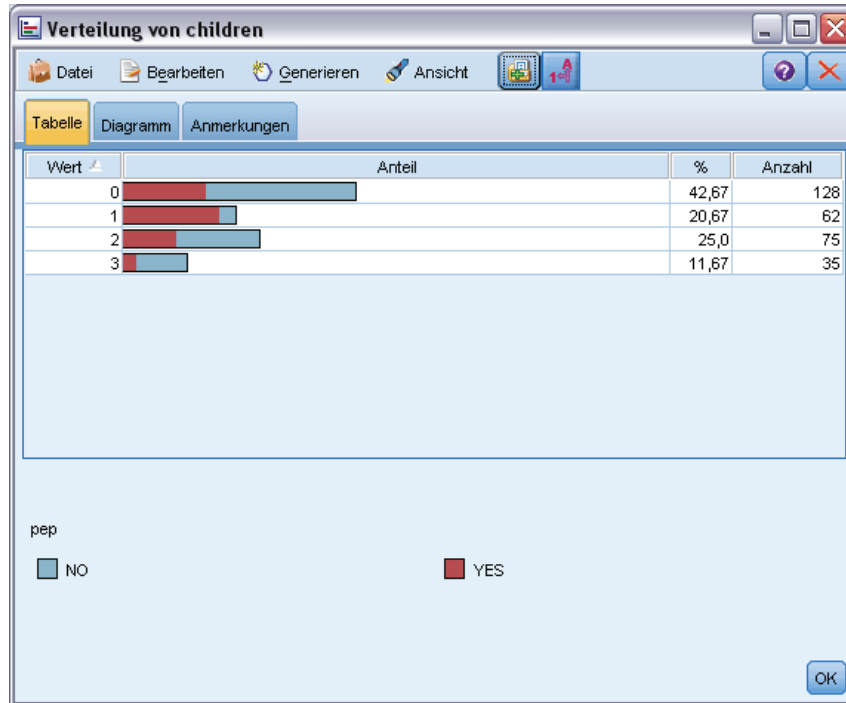 Verteilung von children
Datei Bearbeiten Generieren Ansicht
Tabelle Diagramm Anmerkungen
Wert Anteil % Anzahl
0 42,67 128
1 20,67 62
2 25,0 75
3 11,67 35
pep
NO YES
OK